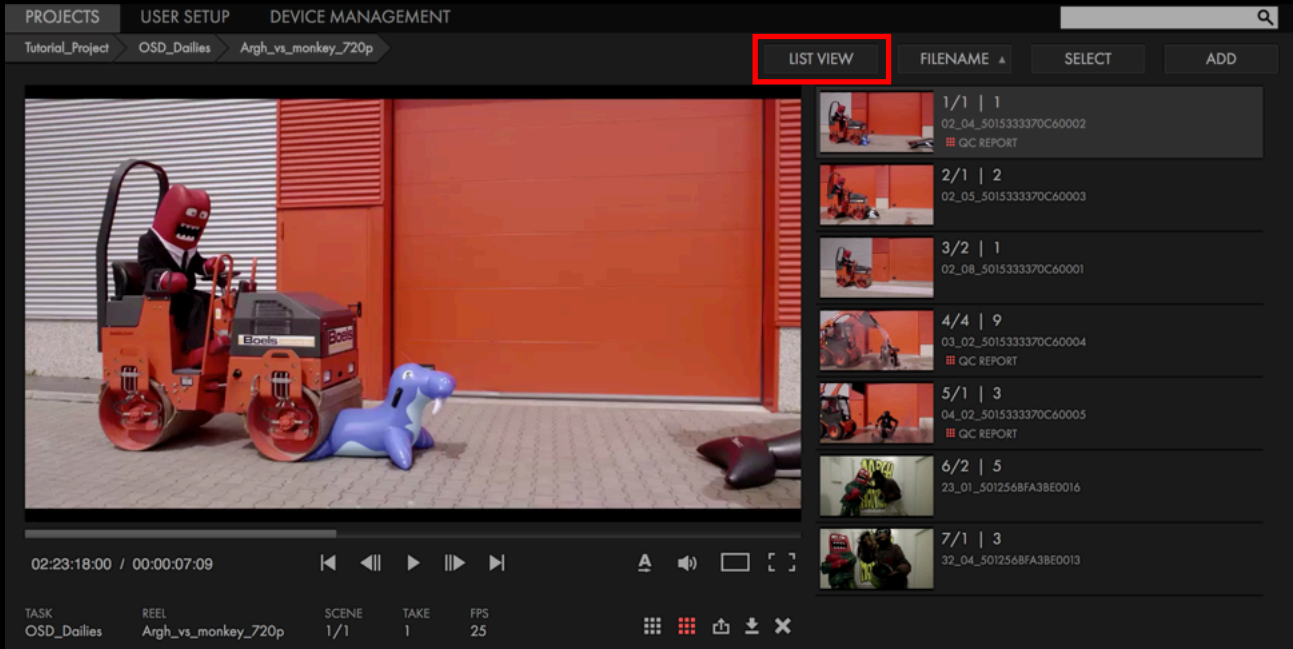 PROJECTS USER SETUP DEVICE MANAGEMENT
Tutorial_Project OSD_Dailies Argh_vs_monkey_720p
LIST VIEW FILENAME ▲ SELECT ADD
1/1 | 1
02_04_5015333370C60002
QC REPORT
2/1 | 2
02_05_5015333370C60003
3/2 | 1
02_08_5015333370C60001
4/4 | 9
03_02_5015333370C60004
QC REPORT
5/1 | 3
04_02_5015333370C60005
QC REPORT
6/2 | 5
23_01_501256BFA3BE0016
7/1 | 3
32_04_501256BFA3BE0013
Boels
Boels
02:23:18:00 / 00:00:07:09
A
TASK REEL SCENE TAKE FPS
OSD_Dailies Argh_vs_monkey_720p 1/1 1 25